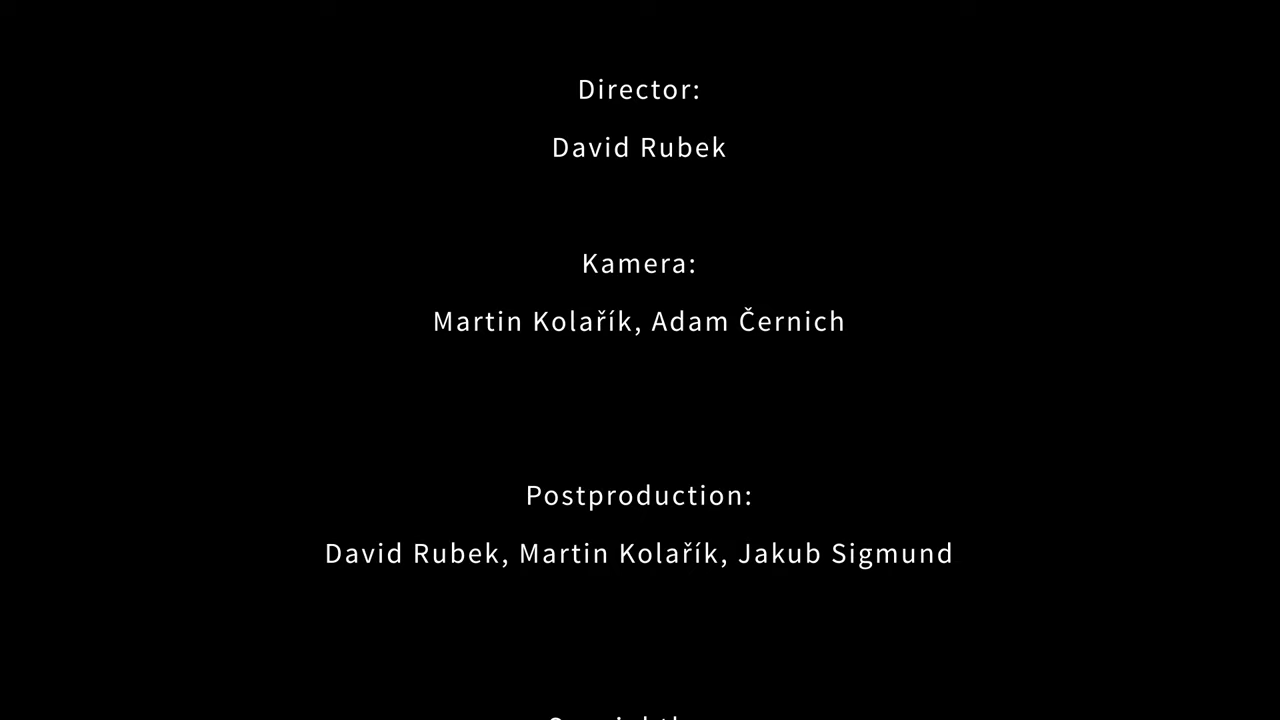 Director:
David Rubek
Kamera:
Martin Kolařík, Adam Černich
Postproduction:
David Rubek, Martin Kolařík, Jakub Sigmund